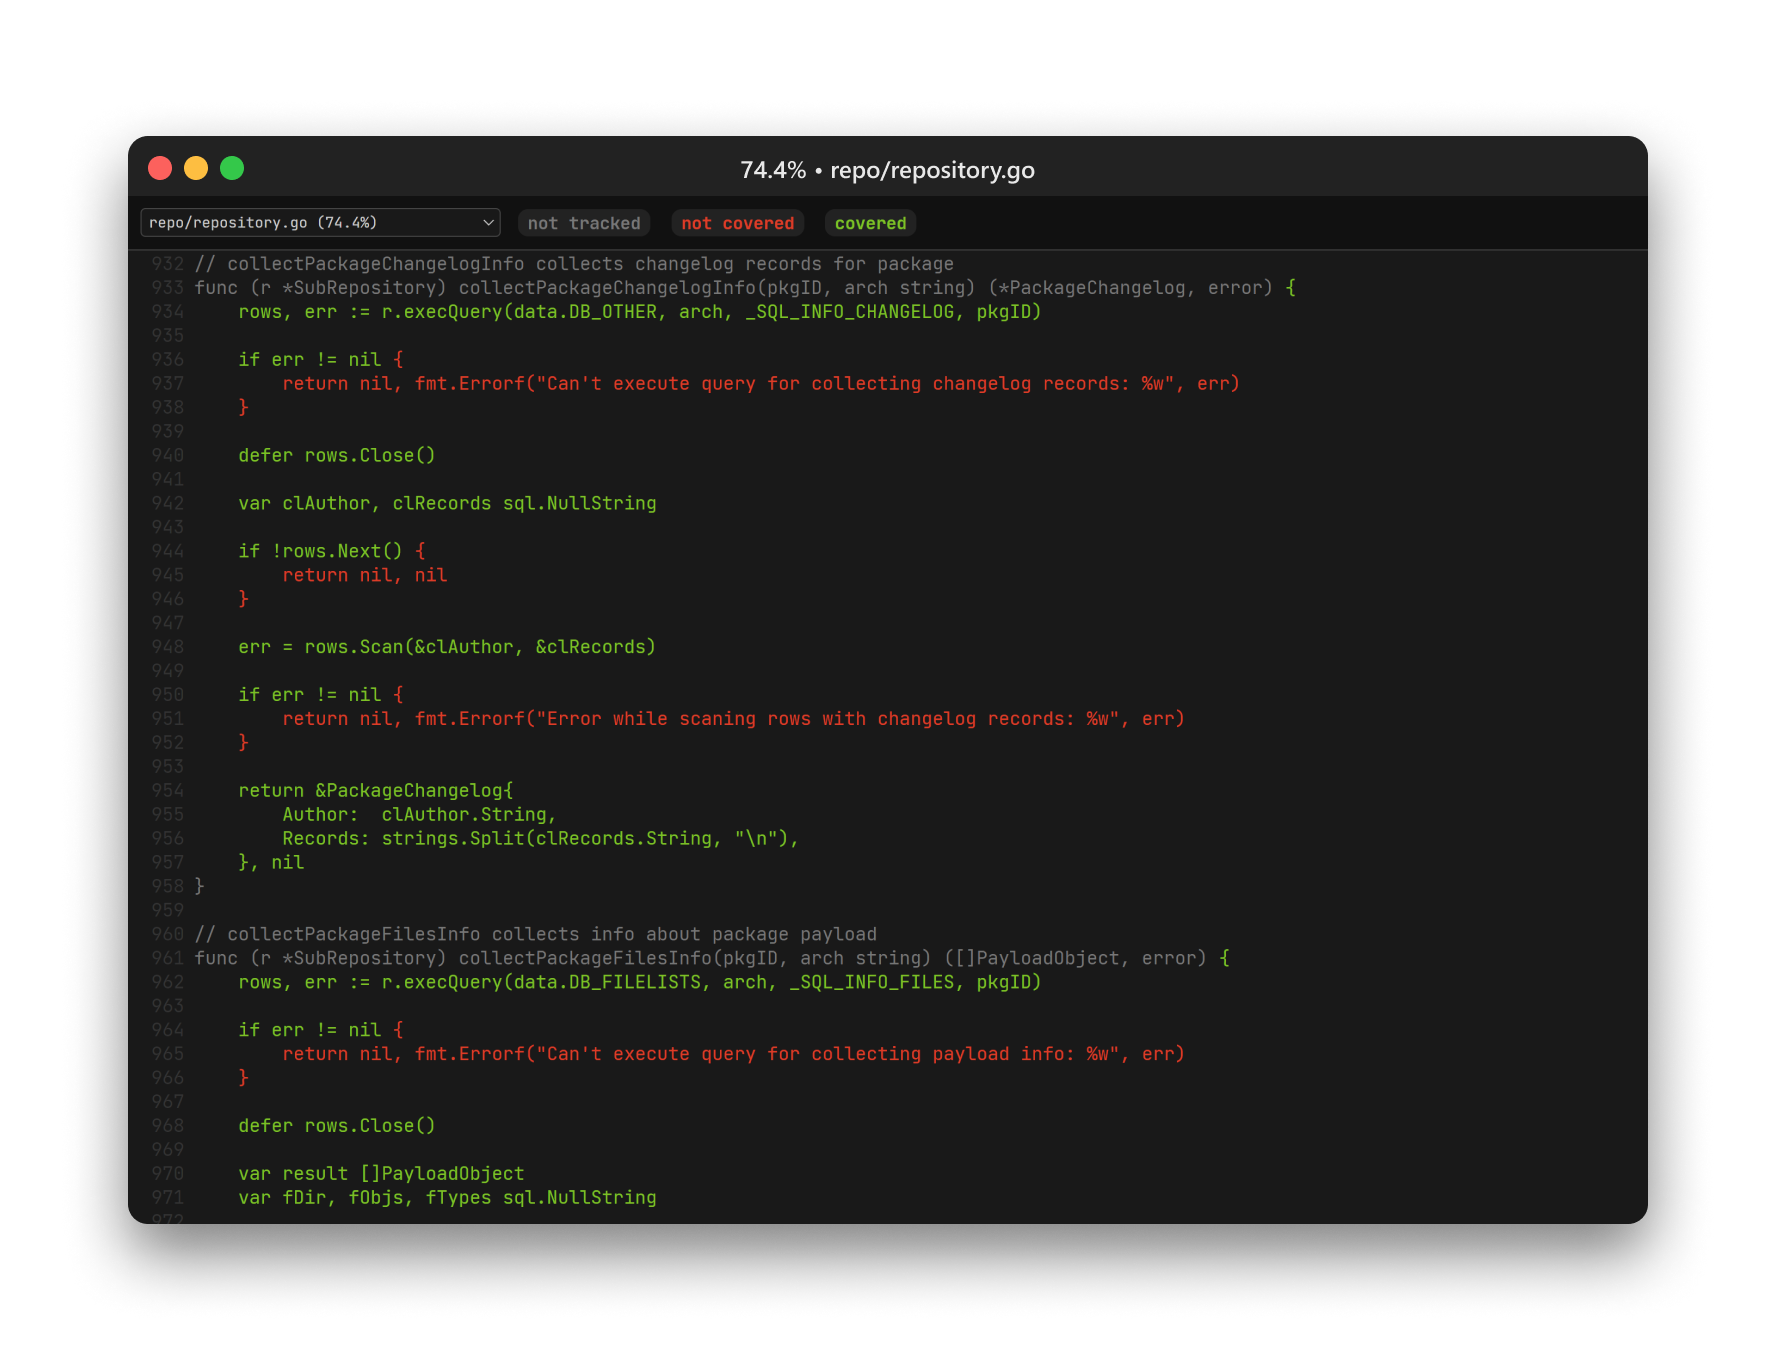 74.4% • repo/repository.go
repo/repository.go (74.4%) not tracked not covered covered
932 // collectPackageChangelogInfo collects changelog records for package
933 func (r *SubRepository) collectPackageChangelogInfo(pkgID, arch string) (*PackageChangelog, error) {
934     rows, err := r.execQuery(data.DB_OTHER, arch, _SQL_INFO_CHANGELOG, pkgID)
935
936     if err != nil {
937         return nil, fmt.Errorf("Can't execute query for collecting changelog records: %w", err)
938     }
939
940     defer rows.Close()
941
942     var clAuthor, clRecords sql.NullString
943
944     if !rows.Next() {
945         return nil, nil
946     }
947
948     err = rows.Scan(&clAuthor, &clRecords)
949
950     if err != nil {
951         return nil, fmt.Errorf("Error while scaning rows with changelog records: %w", err)
952     }
953
954     return &PackageChangelog{
955         Author:  clAuthor.String,
956         Records: strings.Split(clRecords.String, "\n"),
957     }, nil
958 }
959
960 // collectPackageFilesInfo collects info about package payload
961 func (r *SubRepository) collectPackageFilesInfo(pkgID, arch string) ([]PayloadObject, error) {
962     rows, err := r.execQuery(data.DB_FILELISTS, arch, _SQL_INFO_FILES, pkgID)
963
964     if err != nil {
965         return nil, fmt.Errorf("Can't execute query for collecting payload info: %w", err)
966     }
967
968     defer rows.Close()
969
970     var result []PayloadObject
971     var fDir, fObjs, fTypes sql.NullString
972